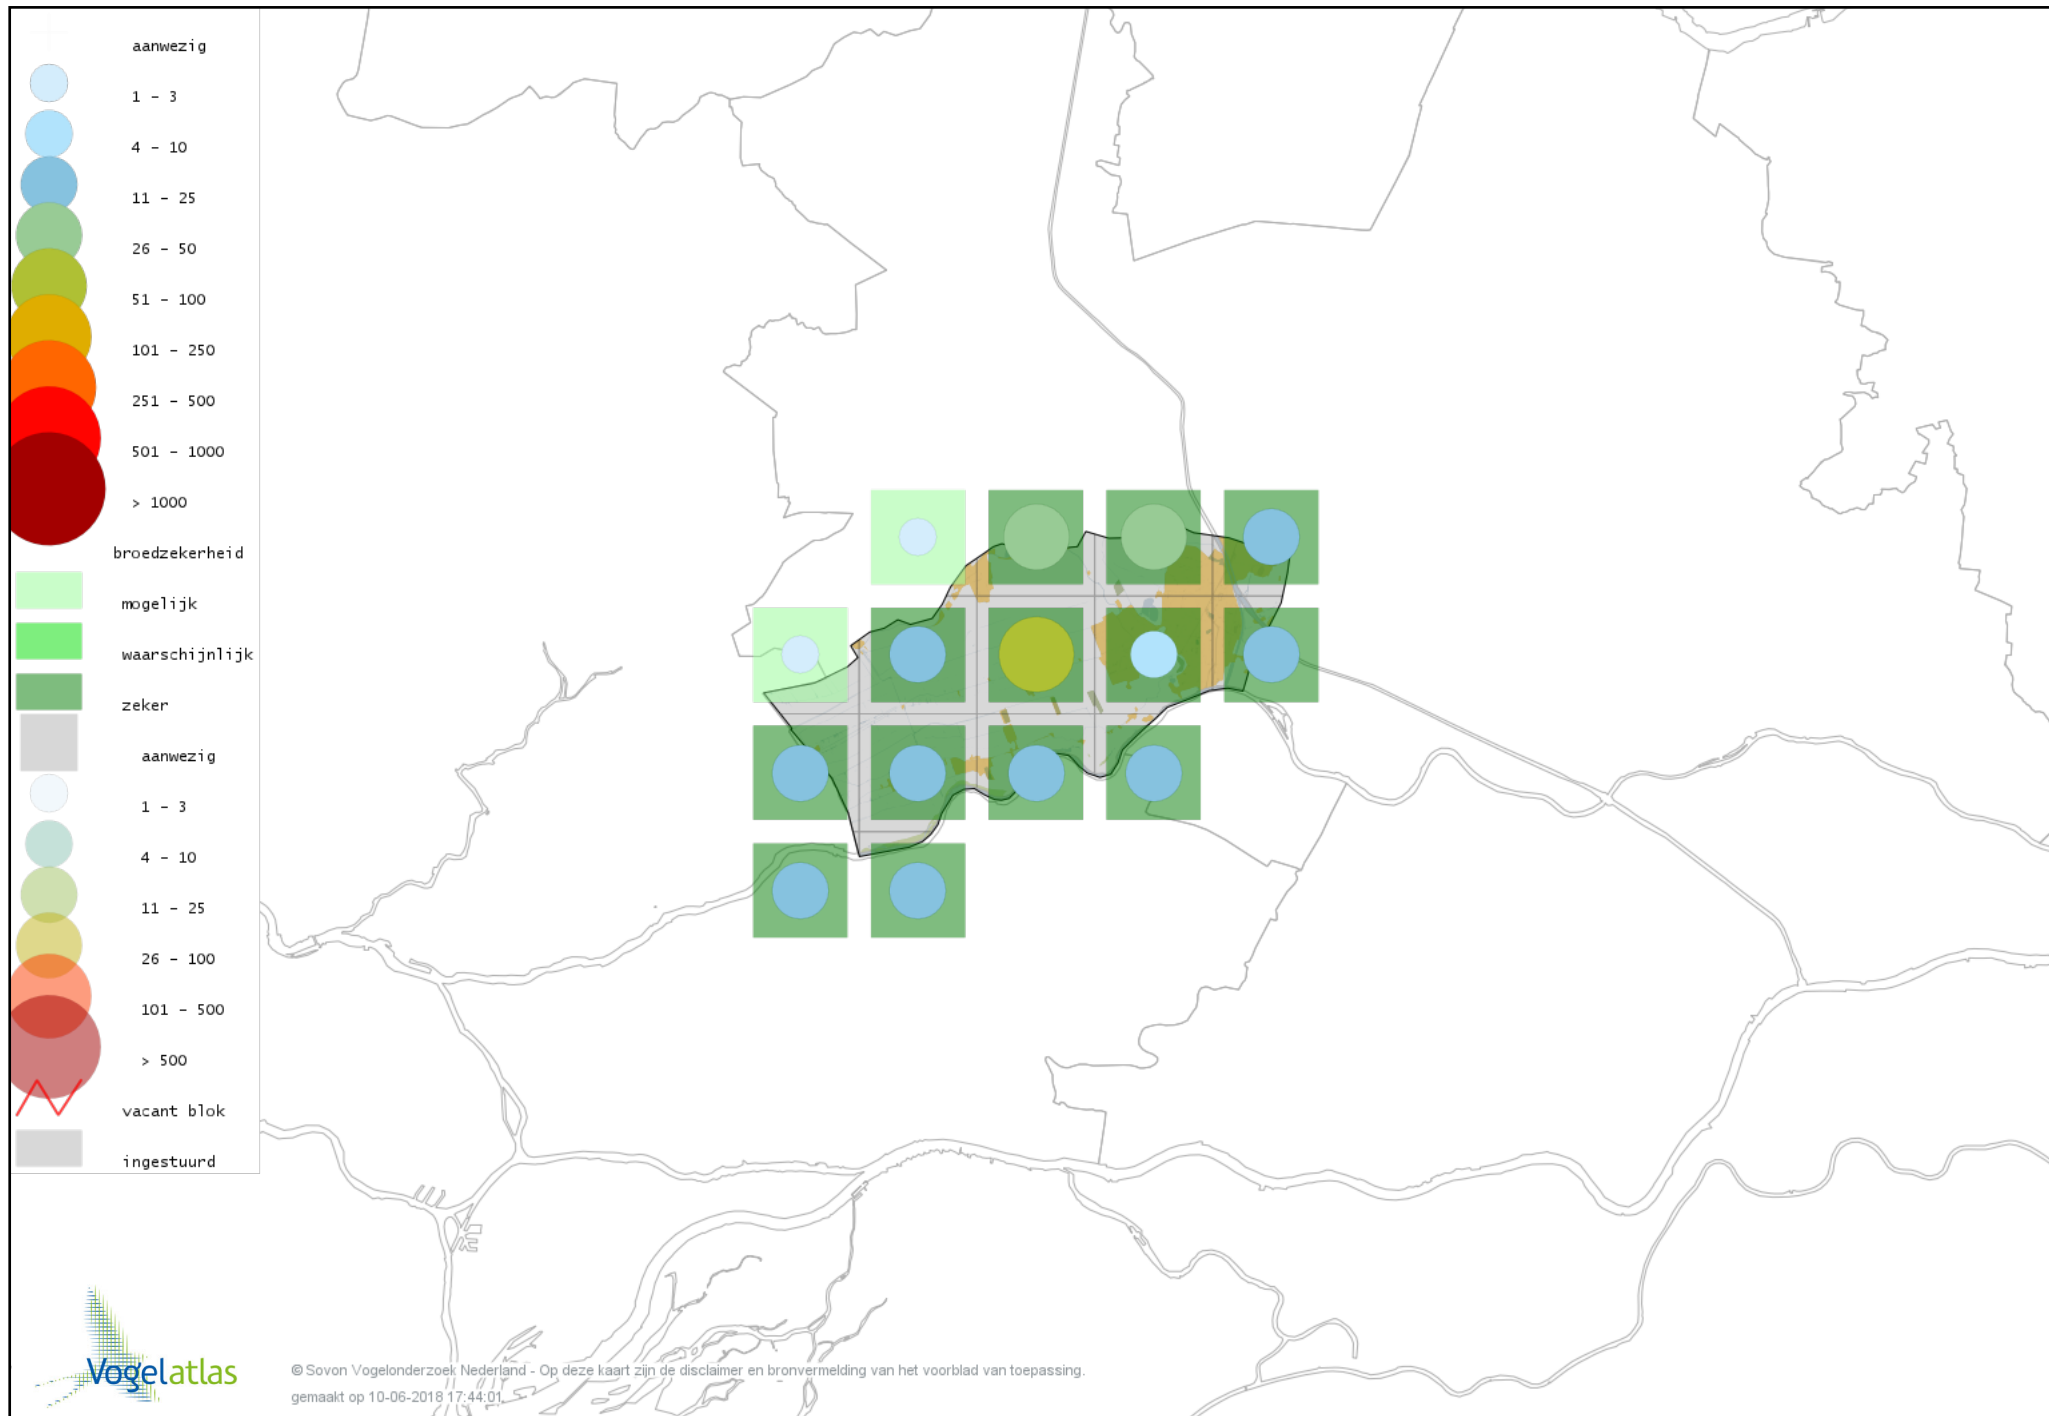 aanwezig
1 - 3
4 - 10
11 - 25
26 - 50
51 - 100
101 - 250
251 - 500
501 - 1000
> 1000
broedzekerheid
mogelijk
waarschijnlijk
zeker
aanwezig
1 - 3
4 - 10
11 - 25
26 - 100
101 - 500
> 500
vacant blok
ingestuurd
Vogelatlas
© Sovon Vogelonderzoek Nederland - Op deze kaart zijn de disclaimer en bronvermelding van het voorblad van toepassing.
gemaakt op 10-06-2018 17:44:01